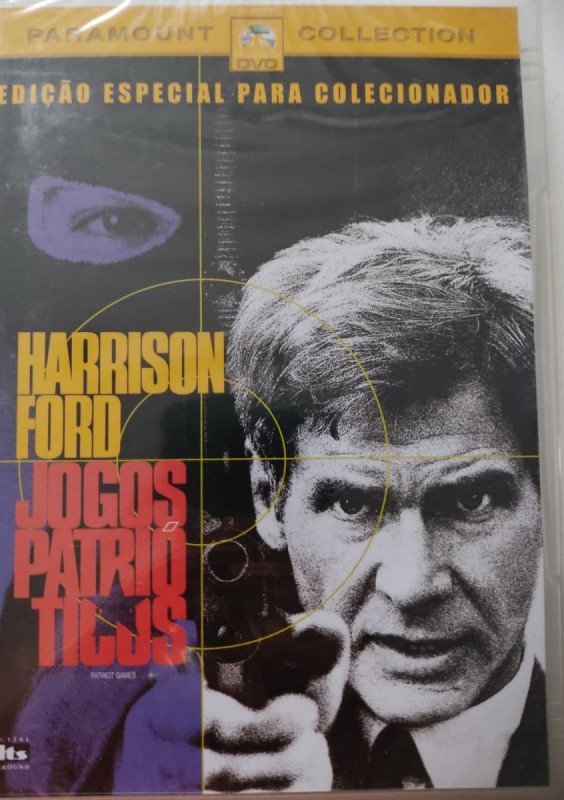 PARAMOUNT DVD COLLECTION
EDIÇÃO ESPECIAL PARA COLECIONADOR
HARRISON
FORD
JOGOS
PATRIÓ
TICOS
PATRIOT GAMES
dts